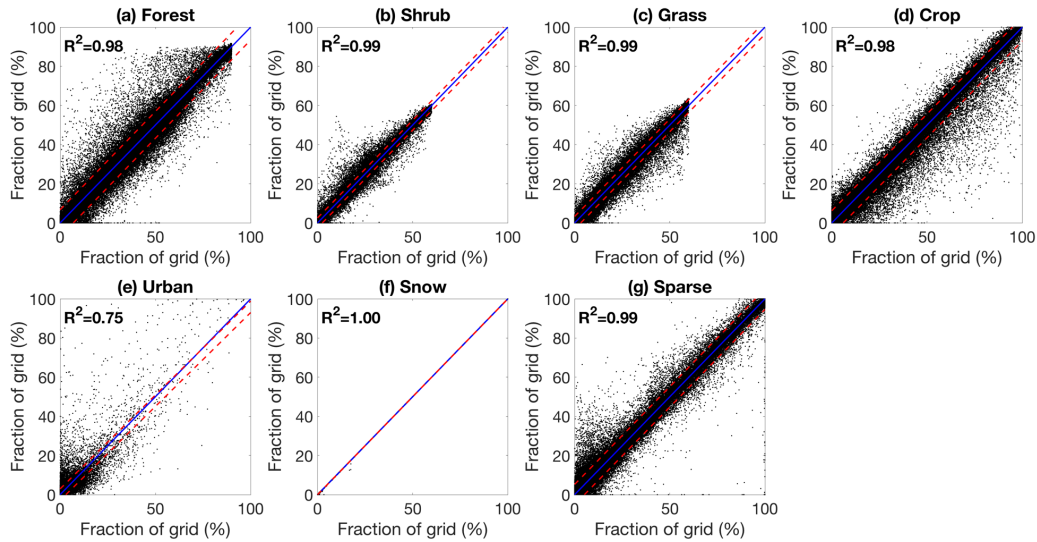 (a) Forest
R²=0.98
Fraction of grid (%)
100
80
60
40
20
0
0 50 100
Fraction of grid (%)
(b) Shrub
R²=0.99
Fraction of grid (%)
100
80
60
40
20
0
0 50 100
Fraction of grid (%)
(c) Grass
R²=0.99
Fraction of grid (%)
100
80
60
40
20
0
0 50 100
Fraction of grid (%)
(d) Crop
R²=0.98
Fraction of grid (%)
100
80
60
40
20
0
0 50 100
Fraction of grid (%)
(e) Urban
R²=0.75
Fraction of grid (%)
100
80
60
40
20
0
0 50 100
Fraction of grid (%)
(f) Snow
R²=1.00
Fraction of grid (%)
100
80
60
40
20
0
0 50 100
Fraction of grid (%)
(g) Sparse
R²=0.99
Fraction of grid (%)
100
80
60
40
20
0
0 50 100
Fraction of grid (%)